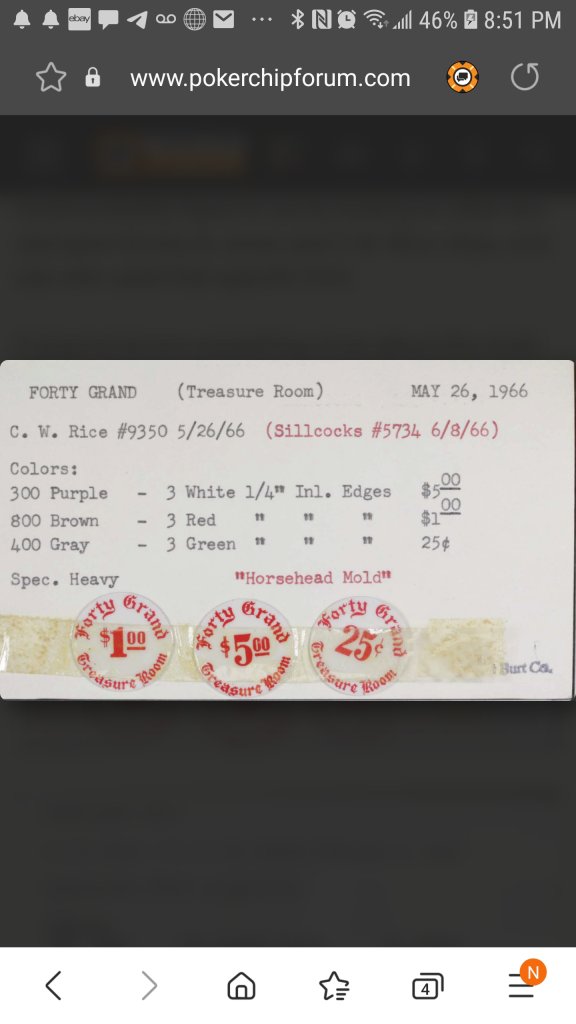 ebay
46% 8:51 PM
www.pokerchipforum.com
FORTY GRAND (Treasure Room) MAY 26, 1966
C. W. Rice #9350 5/26/66 (Sillcocks #5734 6/8/66)
Colors:
300 Purple - 3 White 1/4" Inl. Edges $5.00
800 Brown - 3 Red " " " $1.00
400 Gray - 3 Green " " " 25¢
Spec. Heavy "Horsehead Mold"
Forty Grand
$1.00
Treasure Room
Forty Grand
$5.00
Treasure Room
Forty Grand
25¢
Treasure Room
Burt Co.
4
N